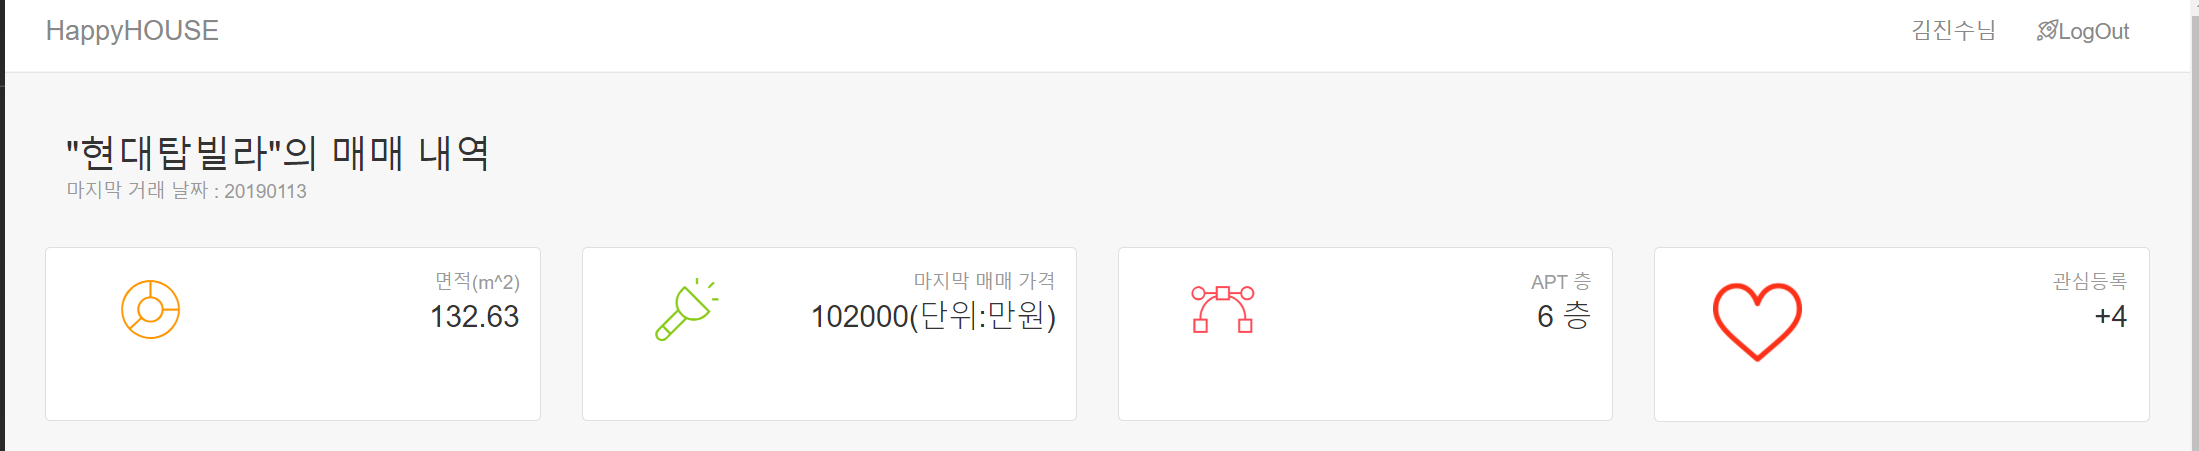 HappyHOUSE
김진수님
LogOut
"현대탑빌라"의 매매 내역
마지막 거래 날짜 : 20190113
면적(m^2)
132.63
마지막 매매 가격
102000(단위:만원)
APT 층
6 층
관심등록
+4